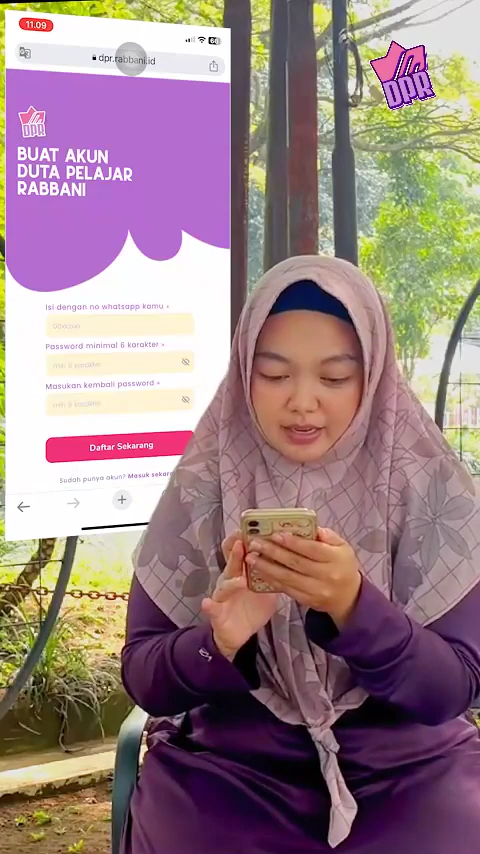 11.09
64
dpr.rabbani.id
DPR
DPR
BUAT AKUN
DUTA PELAJAR
RABBANI
Isi dengan no whatsapp kamu *
Password minimal 6 karakter *
min 6 karakter
Masukan kembali password *
min 6 karakter
Daftar Sekarang
Sudah punya akun? Masuk sekar